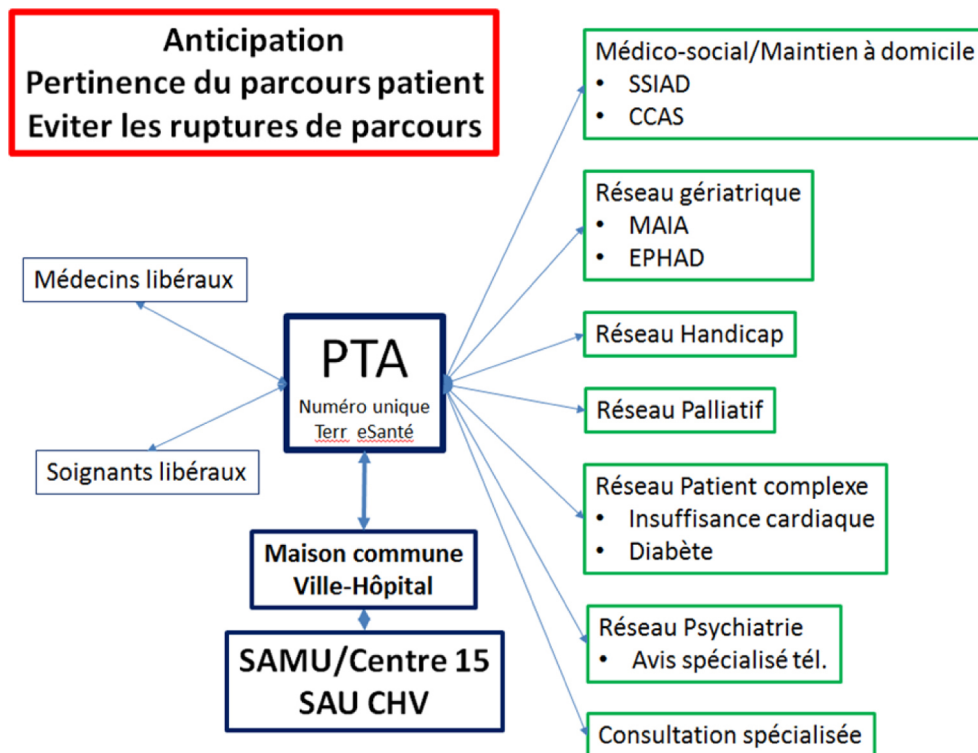 Anticipation
Pertinence du parcours patient
Eviter les ruptures de parcours
Médecins libéraux
Soignants libéraux
PTA
Numéro unique
Terr eSanté
Maison commune
Ville-Hôpital
SAMU/Centre 15
SAU CHV
Médico-social/Maintien à domicile
• SSIAD
• CCAS
Réseau gériatrique
• MAIA
• EPHAD
Réseau Handicap
Réseau Palliatif
Réseau Patient complexe
• Insuffisance cardiaque
• Diabète
Réseau Psychiatrie
• Avis spécialisé tél.
Consultation spécialisée